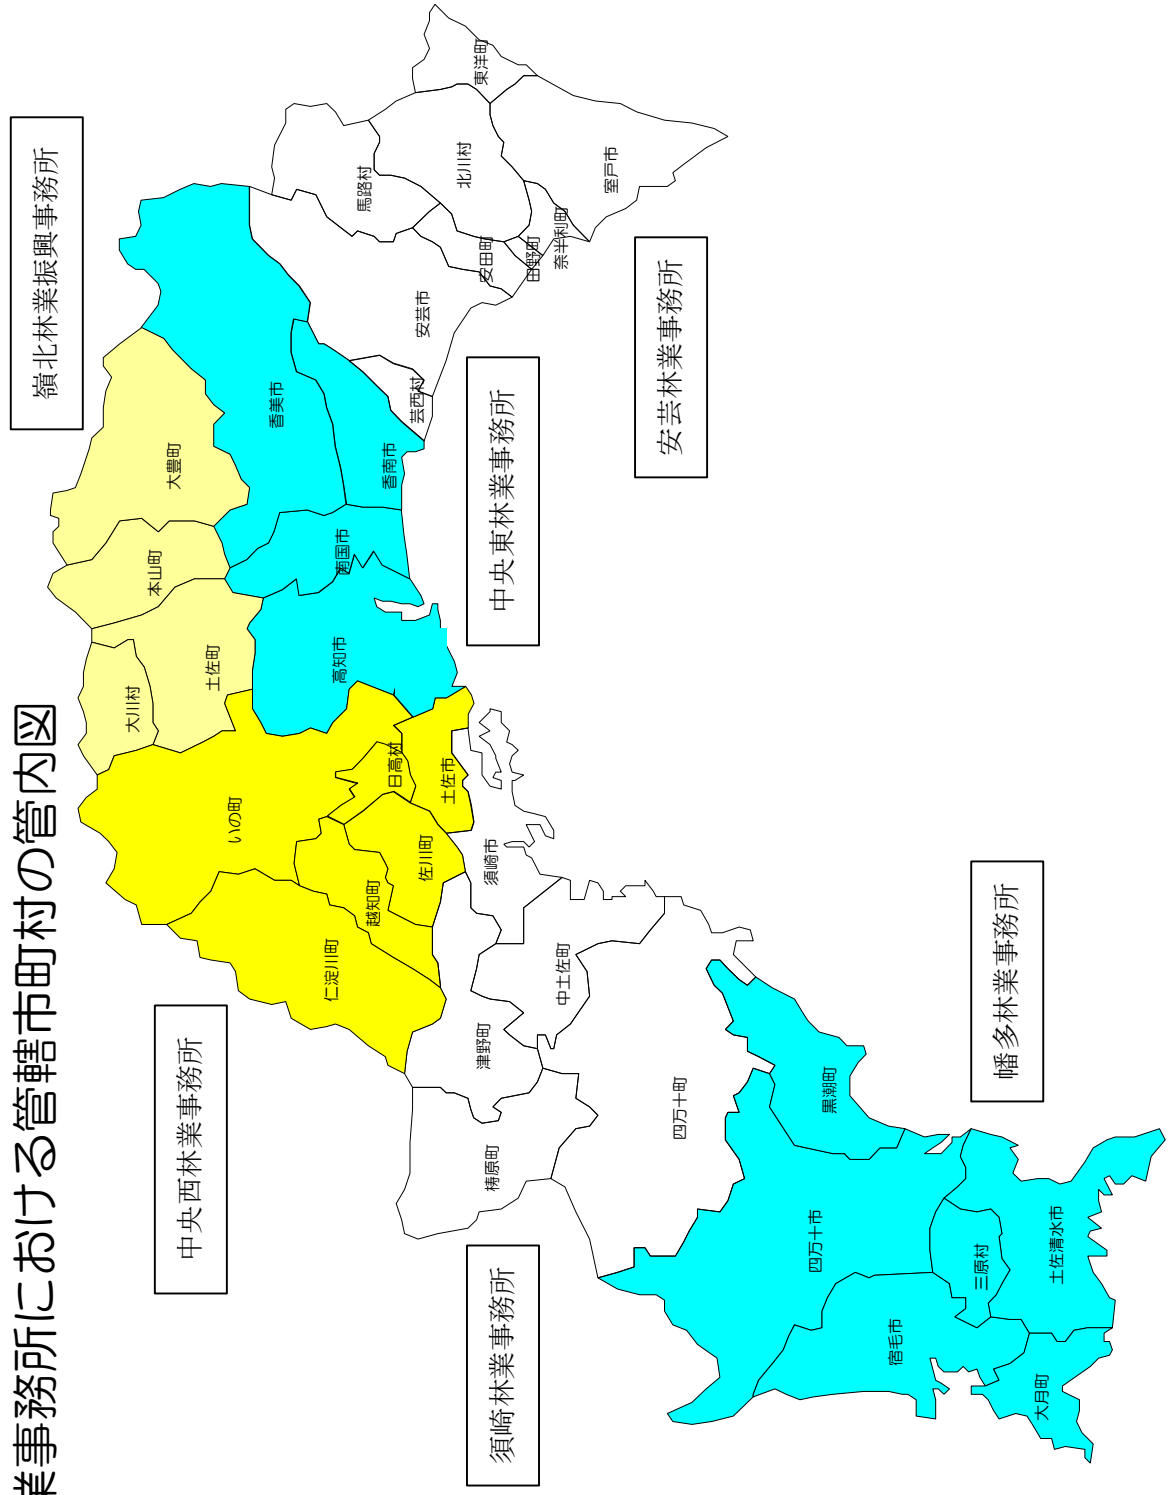 業事務所における管轄市町村の管内図
嶺北林業振興事務所
中央西林業事務所
中央東林業事務所
安芸林業事務所
須崎林業事務所
幡多林業事務所
東洋町
室戸市
北川村
馬路村
奈半利町
田野町
安田町
安芸市
芸西村
香美市
香南市
南国市
高知市
大豊町
本山町
土佐町
大川村
いの町
日高村
土佐市
佐川町
越知町
仁淀川町
須崎市
中土佐町
津野町
梼原町
四万十町
黒潮町
四万十市
三原村
土佐清水市
宿毛市
大月町